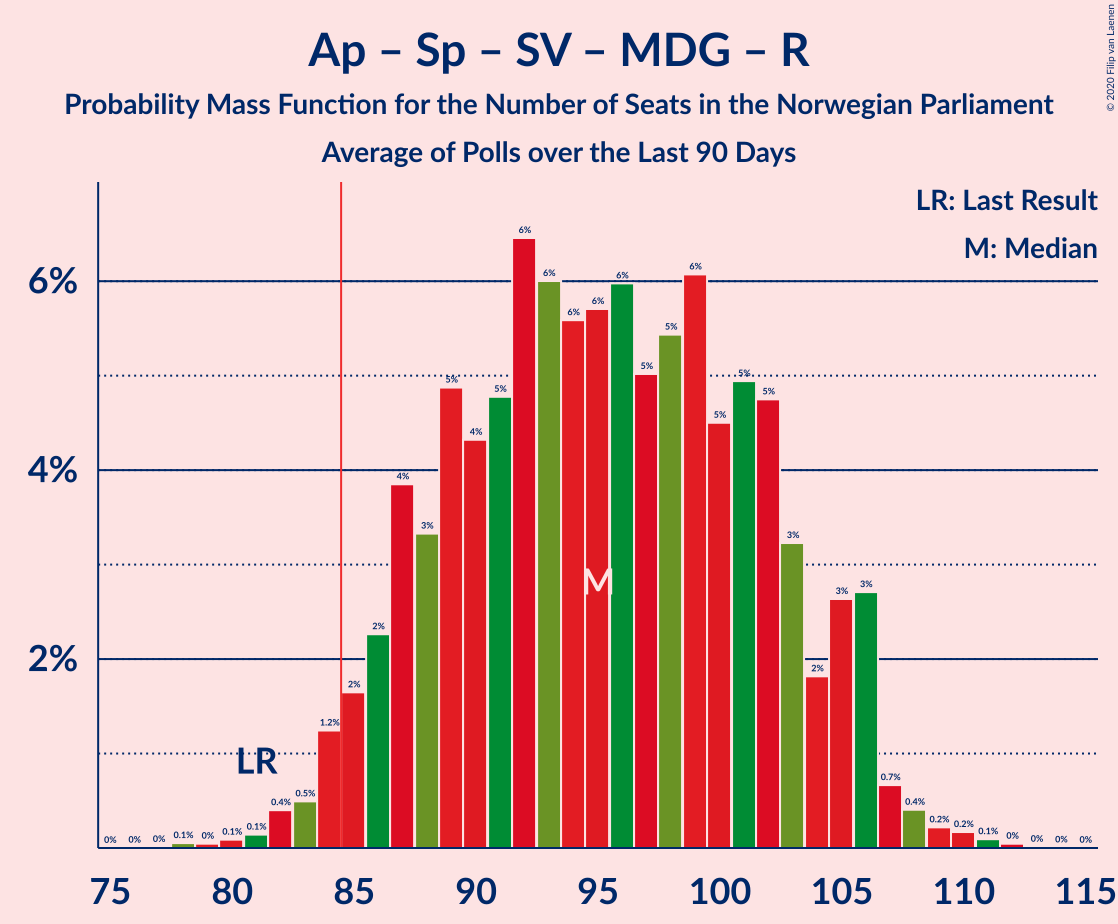 Ap – Sp – SV – MDG – R
Probability Mass Function for the Number of Seats in the Norwegian Parliament
Average of Polls over the Last 90 Days
© 2020 Filip van Laenen
LR: Last Result
M: Median
6%
4%
2%
0% 0% 0% 0.1% 0% 0.1% 0.1% 0.4% 0.5% 1.2% 2% 2% 4% 3% 5% 4% 5% 6% 6% 6% 6% 6% 5% 5% 6% 5% 5% 5% 3% 2% 3% 3% 0.7% 0.4% 0.2% 0.2% 0.1% 0% 0% 0% 0%
LR
M
75 80 85 90 95 100 105 110 115